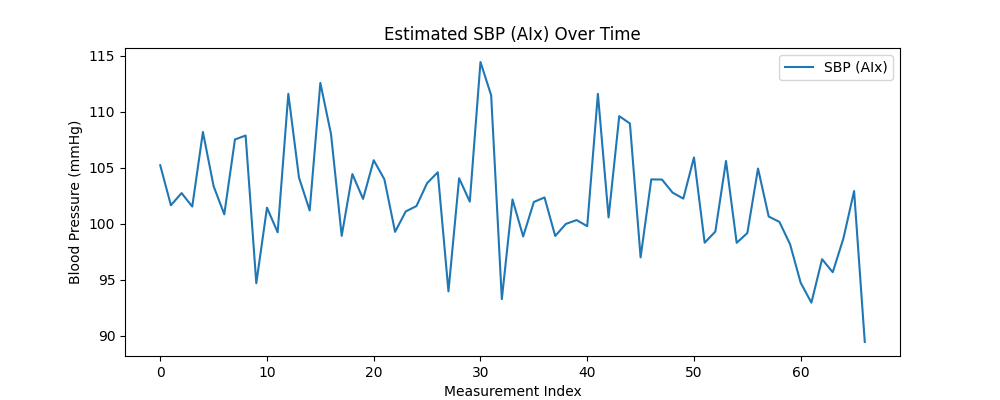 Estimated SBP (AIx) Over Time
SBP (AIx)
Blood Pressure (mmHg)
115
110
105
100
95
90
0 10 20 30 40 50 60
Measurement Index